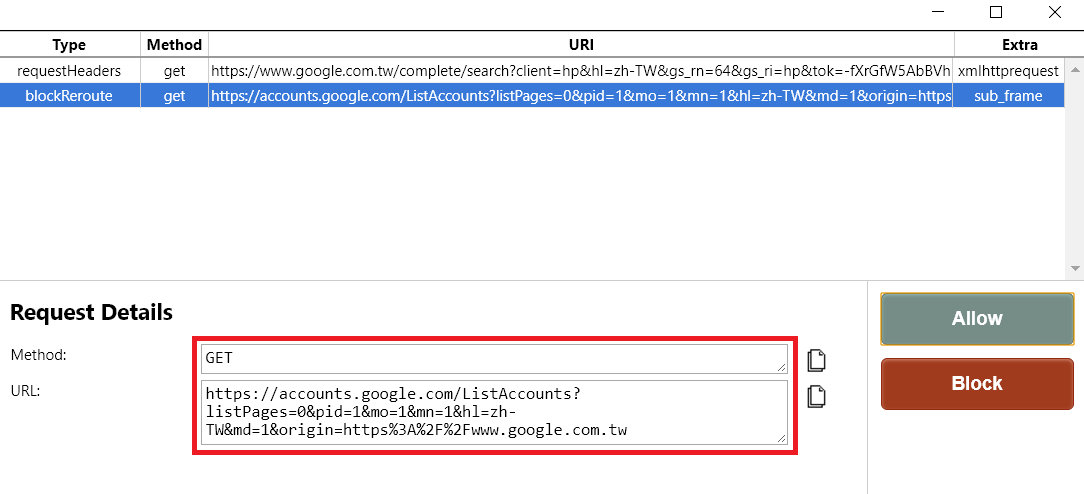 Type Method URI Extra
requestHeaders get https://www.google.com.tw/complete/search?client=hp&hl=zh-TW&gs_rn=64&gs_ri=hp&tok=-fXrGfW5AbBVh xmlhttprequest
blockReroute get https://accounts.google.com/ListAccounts?listPages=0&pid=1&mo=1&mn=1&hl=zh-TW&md=1&origin=https sub_frame
Request Details
Method:
GET
URL:
https://accounts.google.com/ListAccounts?
listPages=0&pid=1&mo=1&mn=1&hl=zh-
TW&md=1&origin=https%3A%2F%2Fwww.google.com.tw
Allow
Block